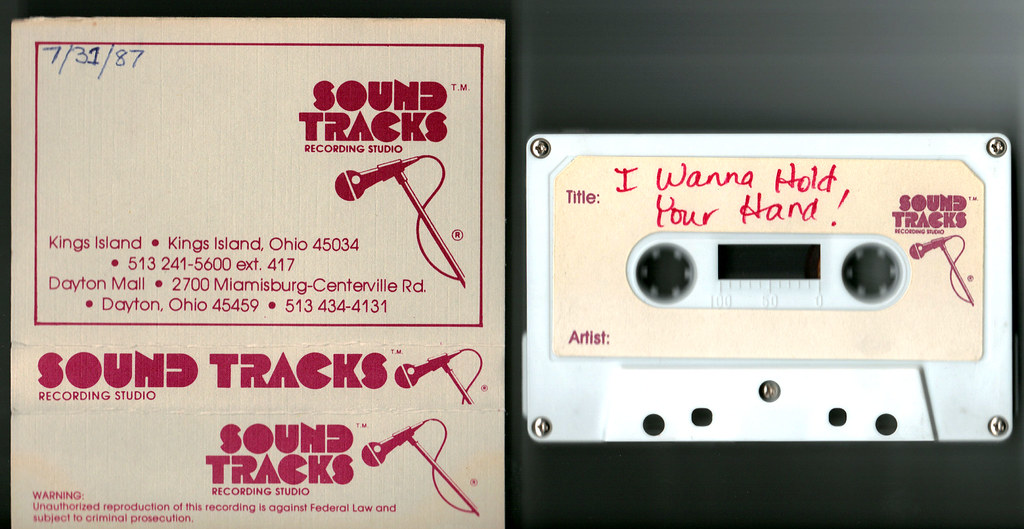 7/31/87
SOUND T.M.
TRACKS
RECORDING STUDIO
®
Kings Island • Kings Island, Ohio 45034
• 513 241-5600 ext. 417
Dayton Mall • 2700 Miamisburg-Centerville Rd.
• Dayton, Ohio 45459 • 513 434-4131
SOUND TRACKS T.M.
®
RECORDING STUDIO
SOUND T.M.
TRACKS
RECORDING STUDIO
®
WARNING:
Unauthorized reproduction of this recording is against Federal Law and
subject to criminal prosecution.
Title: I Wanna Hold
Your Hand!
SOUND T.M.
TRACKS
RECORDING STUDIO
®
100 50 0
Artist: